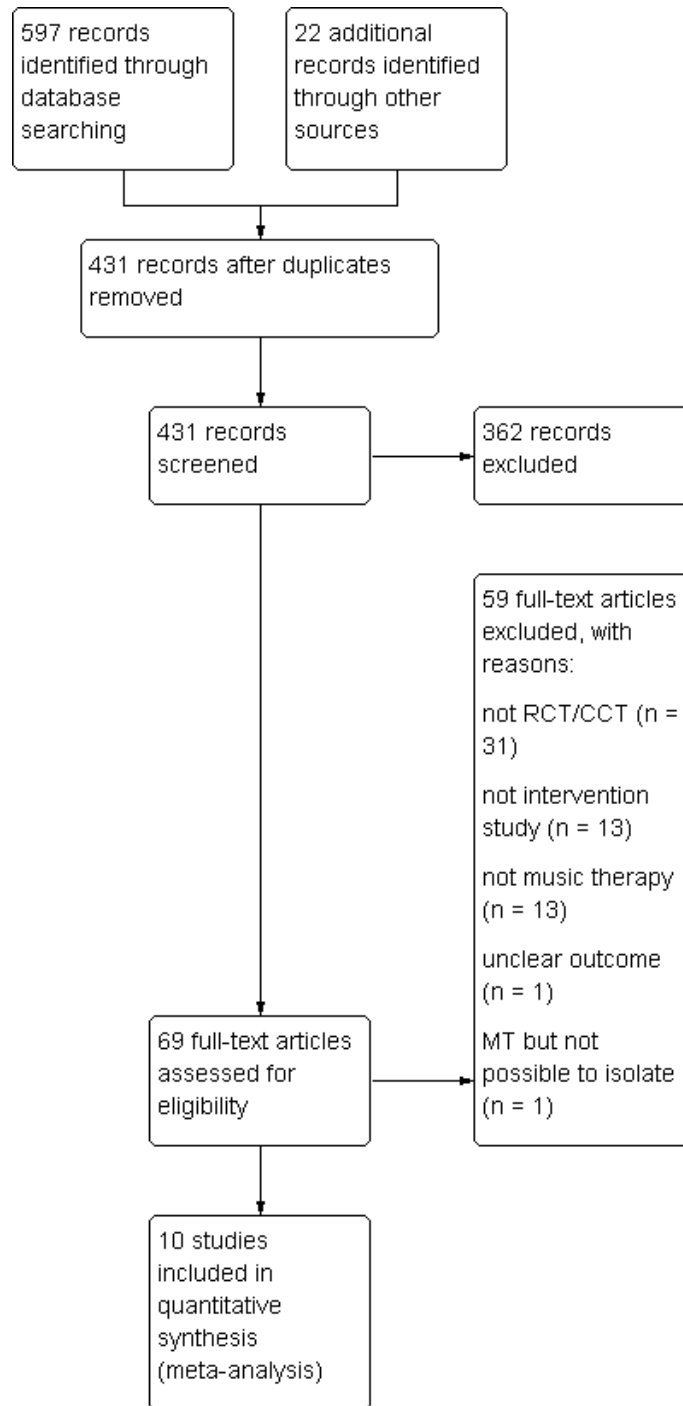 597 records
identified through
database
searching
22 additional
records identified
through other
sources
431 records after duplicates
removed
431 records
screened
362 records
excluded
59 full-text articles
excluded, with
reasons:
not RCT/CCT (n =
31)
not intervention
study (n = 13)
not music therapy
(n = 13)
unclear outcome
(n = 1)
MT but not
possible to isolate
(n = 1)
69 full-text articles
assessed for
eligibility
10 studies
included in
quantitative
synthesis
(meta-analysis)